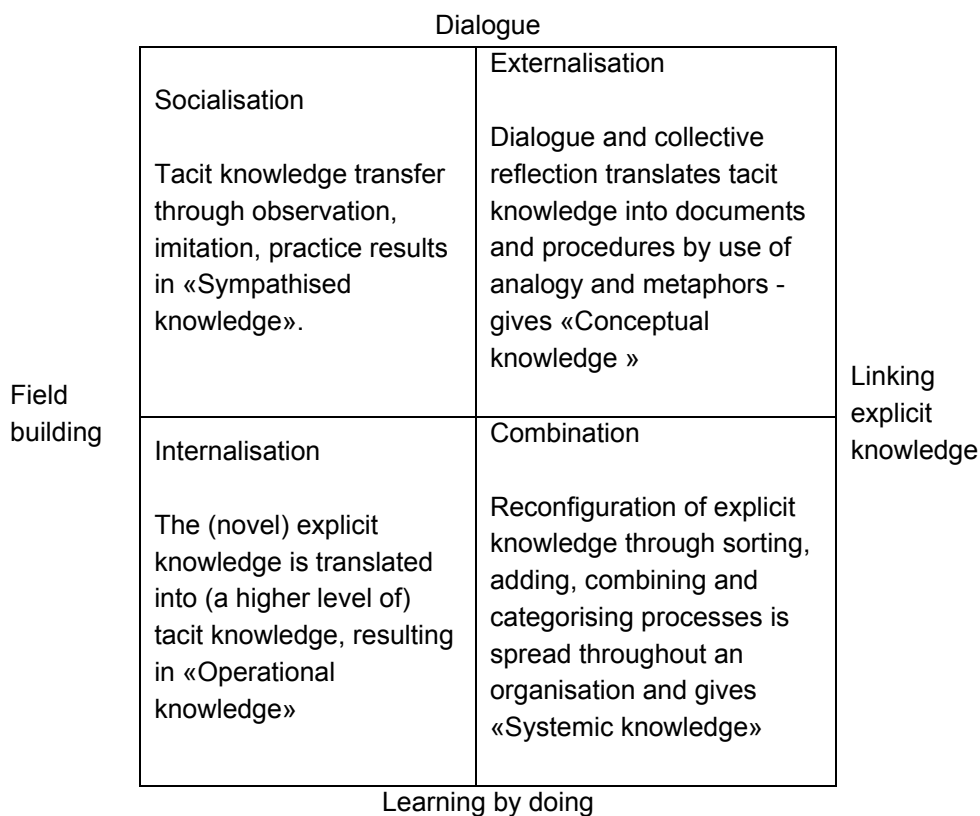 Dialogue
Socialisation
Tacit knowledge transfer
through observation,
imitation, practice results
in «Sympathised
knowledge».
Externalisation
Dialogue and collective
reflection translates tacit
knowledge into documents
and procedures by use of
analogy and metaphors -
gives «Conceptual
knowledge »
Field
building
Linking
explicit
knowledge
Internalisation
The (novel) explicit
knowledge is translated
into (a higher level of)
tacit knowledge, resulting
in «Operational
knowledge»
Combination
Reconfiguration of explicit
knowledge through sorting,
adding, combining and
categorising processes is
spread throughout an
organisation and gives
«Systemic knowledge»
Learning by doing